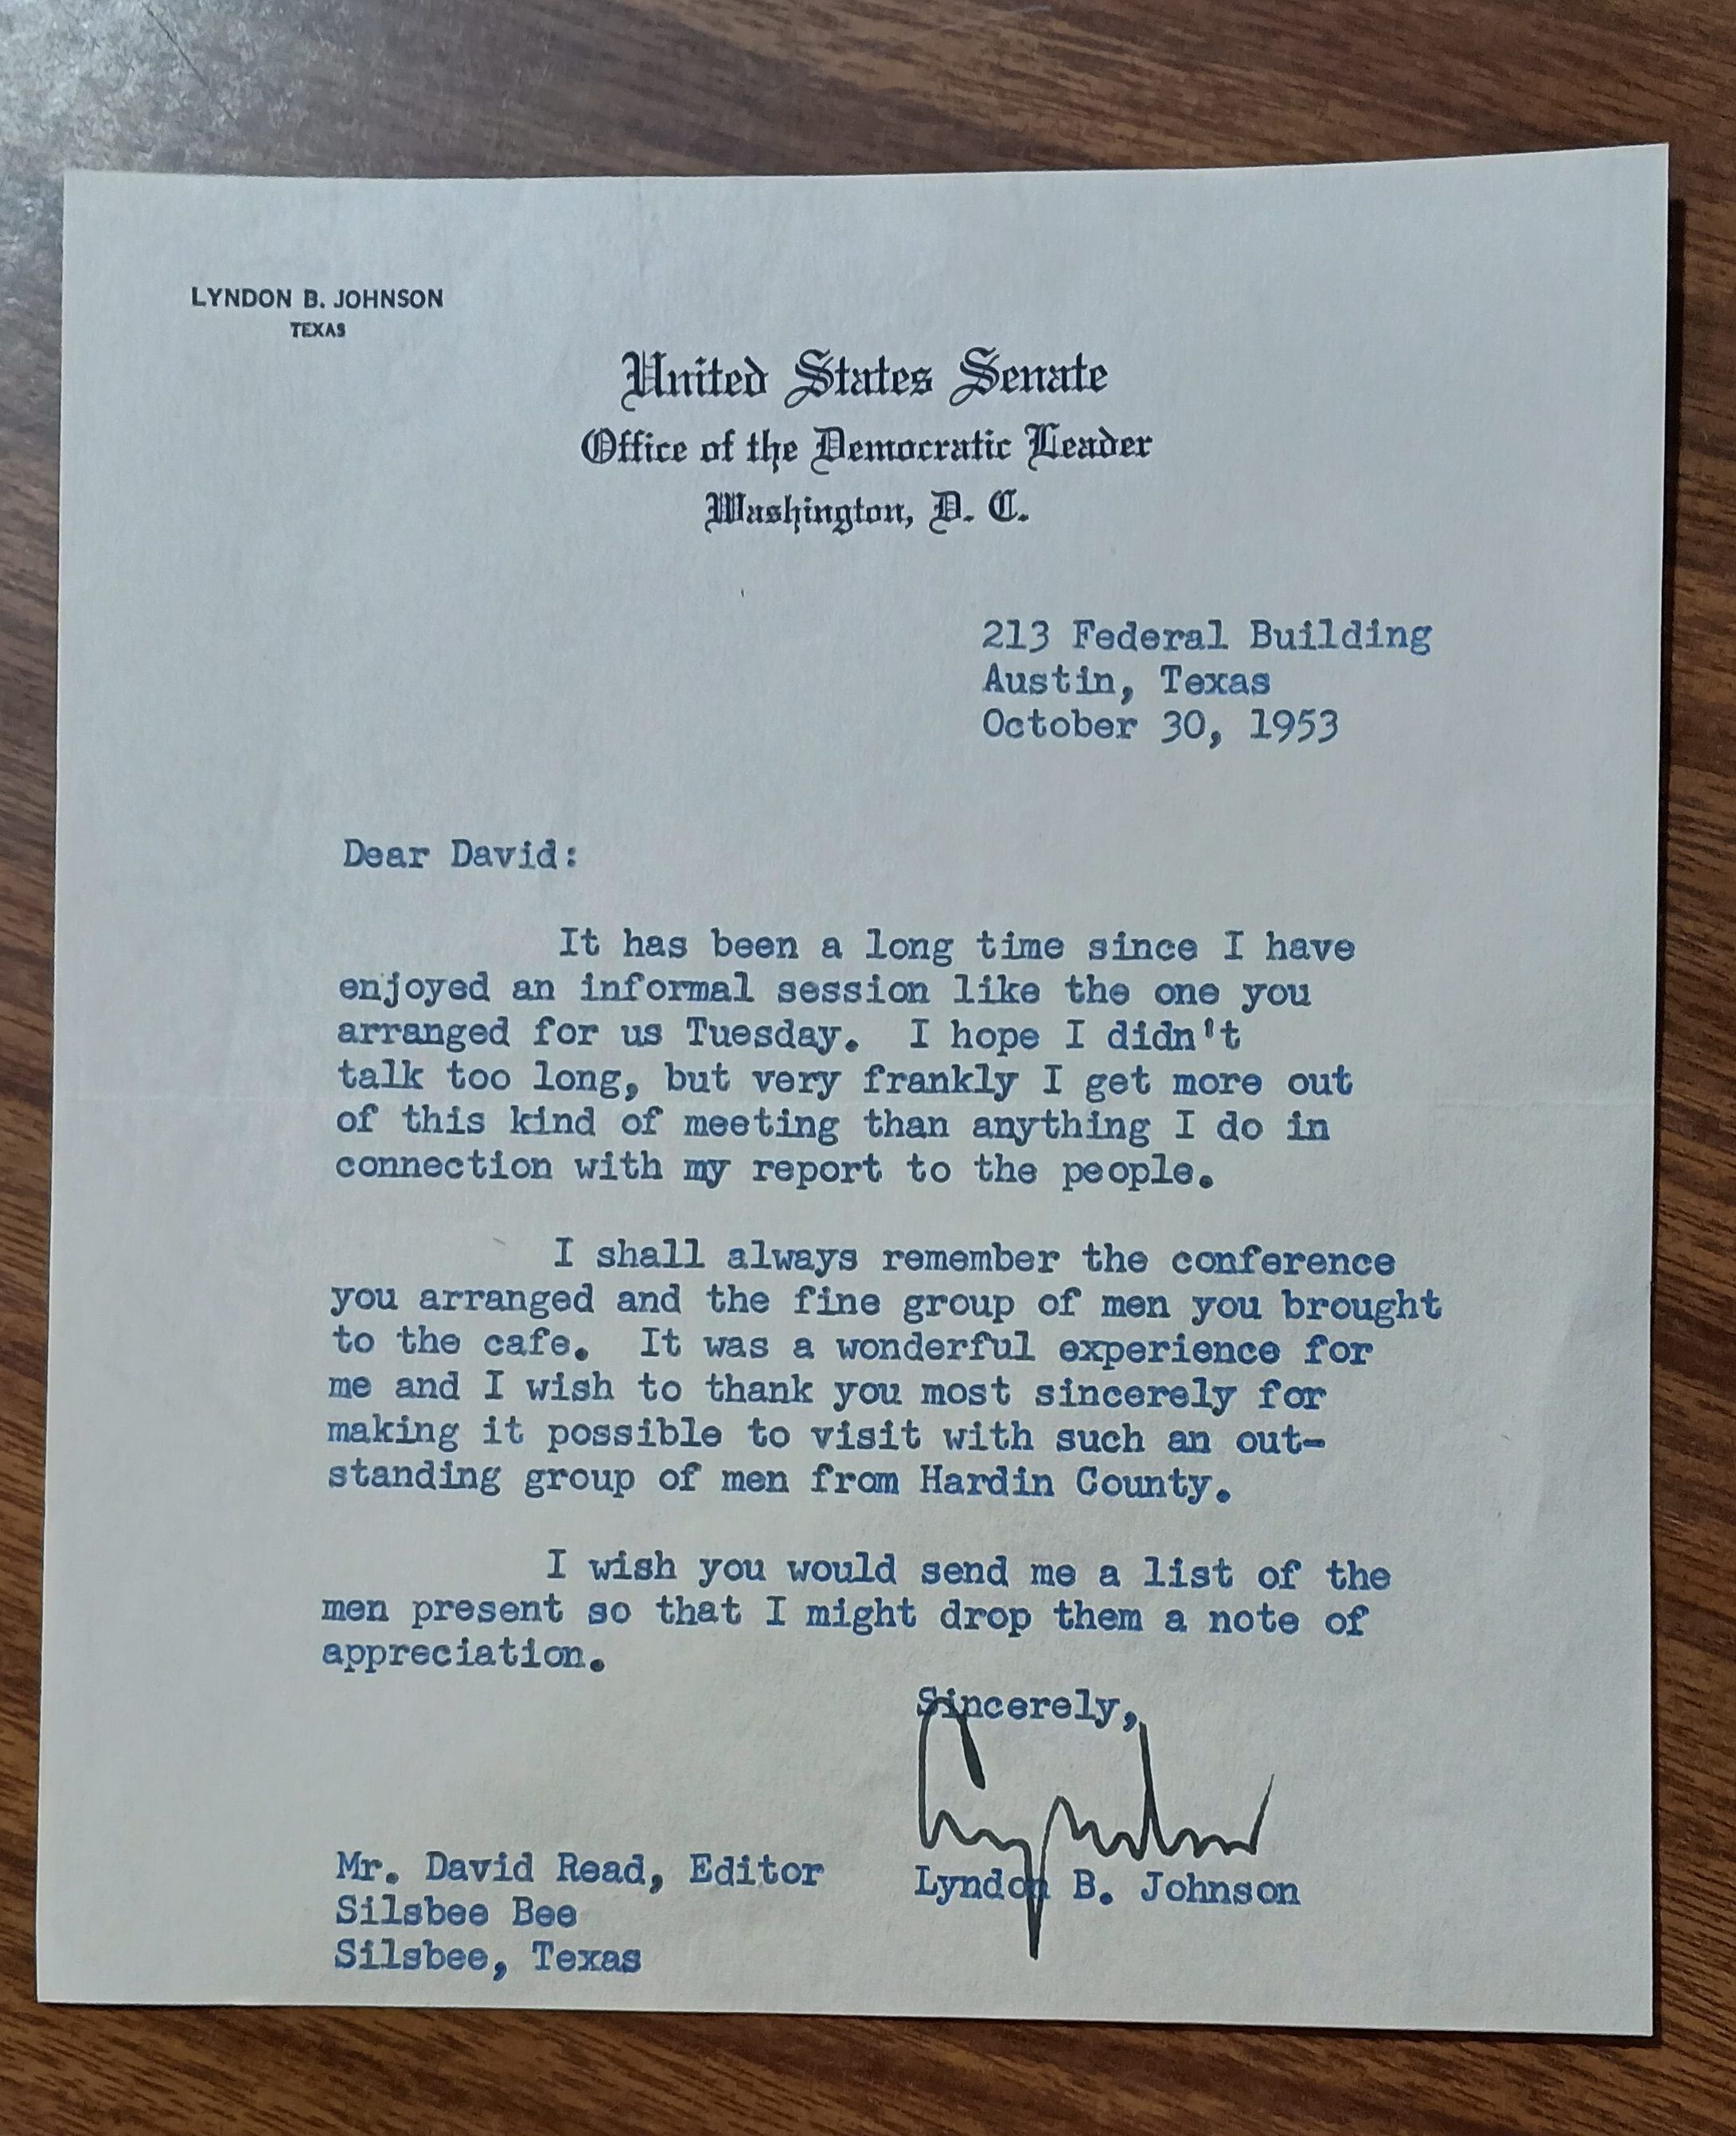 LYNDON B. JOHNSON
TEXAS
United States Senate
Office of the Democratic Leader
Washington, D. C.
213 Federal Building
Austin, Texas
October 30, 1953
Dear David:
It has been a long time since I have
enjoyed an informal session like the one you
arranged for us Tuesday.  I hope I didn't
talk too long, but very frankly I get more out
of this kind of meeting than anything I do in
connection with my report to the people.
I shall always remember the conference
you arranged and the fine group of men you brought
to the cafe.  It was a wonderful experience for
me and I wish to thank you most sincerely for
making it possible to visit with such an out-
standing group of men from Hardin County.
I wish you would send me a list of the
men present so that I might drop them a note of
appreciation.
Sincerely,
Lyndon
Lyndon B. Johnson
Mr. David Read, Editor
Silsbee Bee
Silsbee, Texas